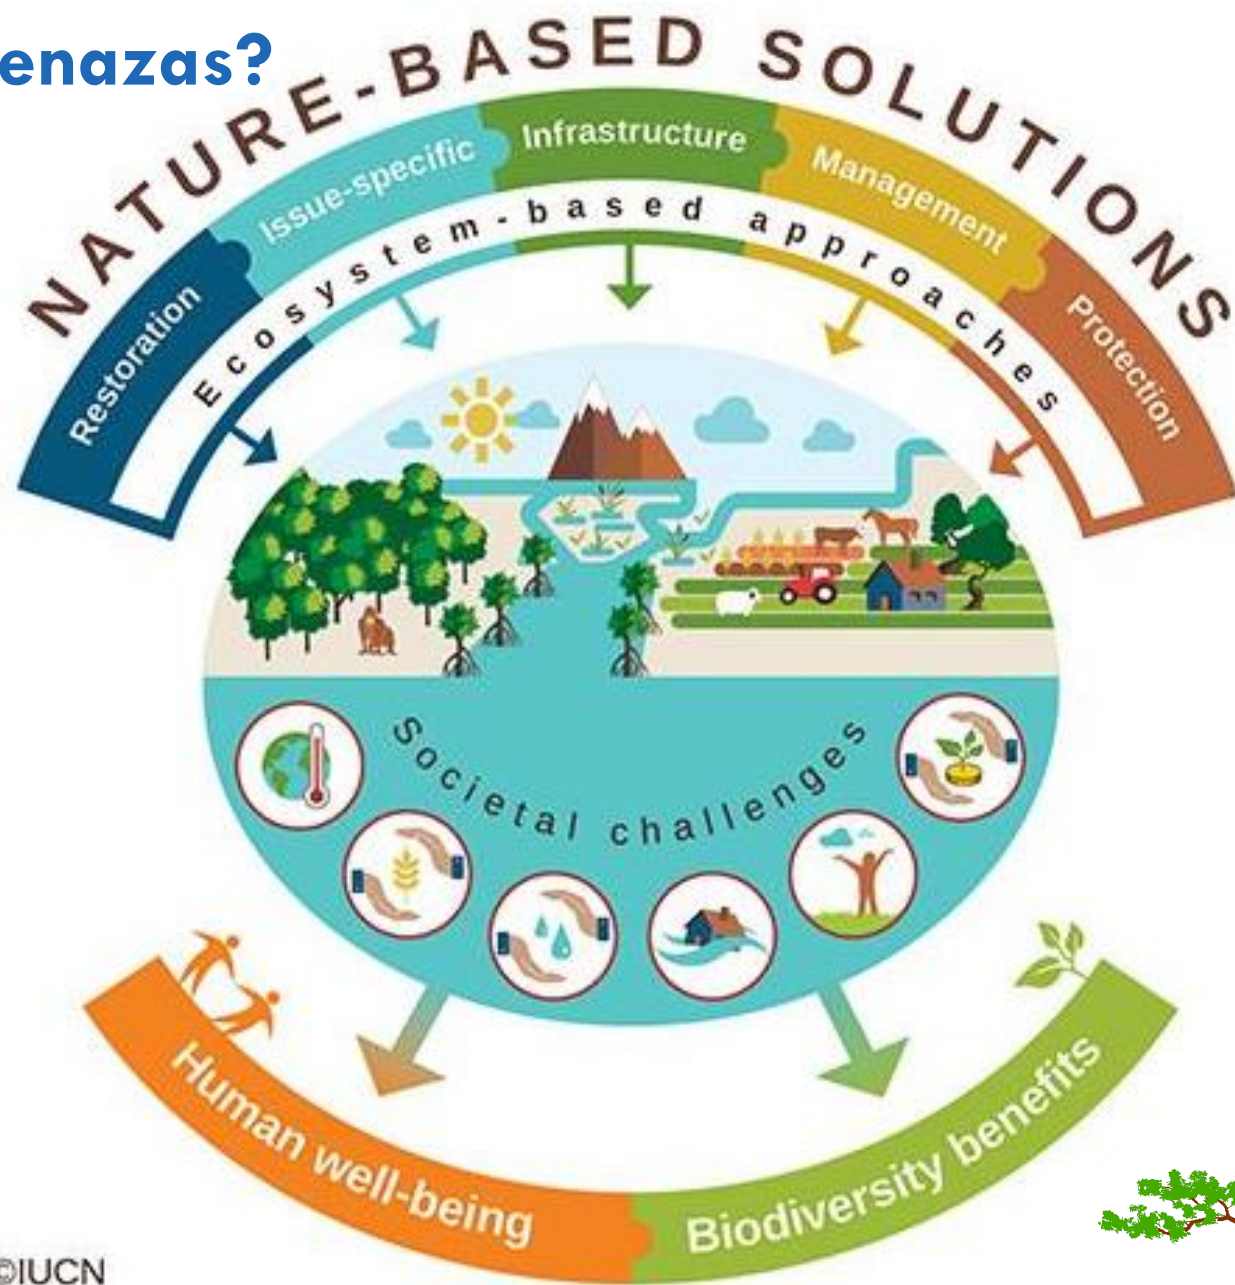 enazas?
NATURE-BASED SOLUTIONS
Restoration
Issue-specific
Infrastructure
Management
Protection
Ecosystem-based approaches
Societal challenges
Human well-being
Biodiversity benefits
©IUCN